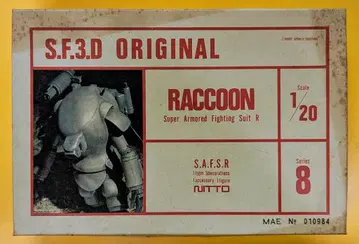 S.F.3.D ORIGINAL
RACCOON
Super Armored Fighting Suit R
Scale
1/20
S.A.F.S.R
NITTO
Series
8
MAE Nº 010984